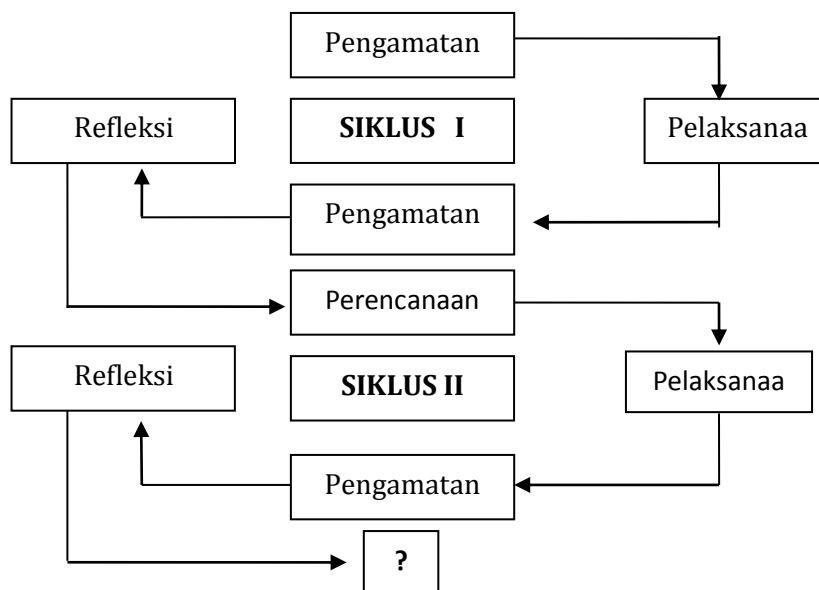 Pengamatan
Refleksi
SIKLUS I
Pelaksanaa
Pengamatan
Perencanaan
Refleksi
SIKLUS II
Pelaksanaa
Pengamatan
?